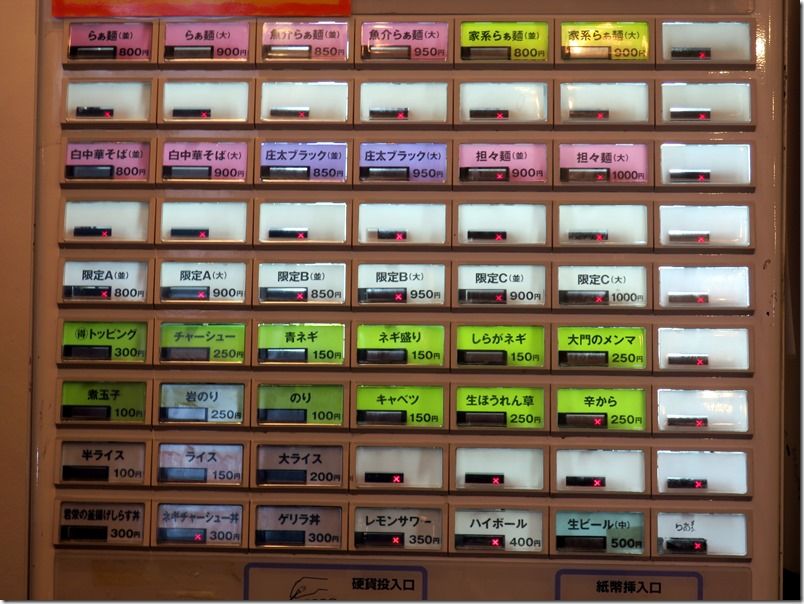 らぁ麺(並) らぁ麺(大) 魚介らぁ麺(並) 魚介らぁ麺(大) 家系らぁ麺(並) 家系らぁ麺(大)
800円 900円 850円 950円 800円 900円
白中華そば(並) 白中華そば(大) 庄太ブラック(並) 庄太ブラック(大) 担々麺(並) 担々麺(大)
800円 900円 850円 950円 900円 1000円
限定A(並) 限定A(大) 限定B(並) 限定B(大) 限定C(並) 限定C(大)
800円 900円 850円 950円 900円 1000円
㊝トッピング チャーシュー 青ネギ ネギ盛り しらがネギ 大門のメンマ
300円 250円 150円 150円 150円 250円
煮玉子 岩のり のり キャベツ 生ほうれん草 辛から
100円 250円 100円 150円 250円 250円
半ライス ライス 大ライス
100円 150円 200円
君栄の釜揚げしらす丼 ネギチャーシュー丼 ゲリラ丼 レモンサワー ハイボール 生ビール(中)
300円 300円 300円 350円 400円 500円
硬貨投入口 紙幣挿入口